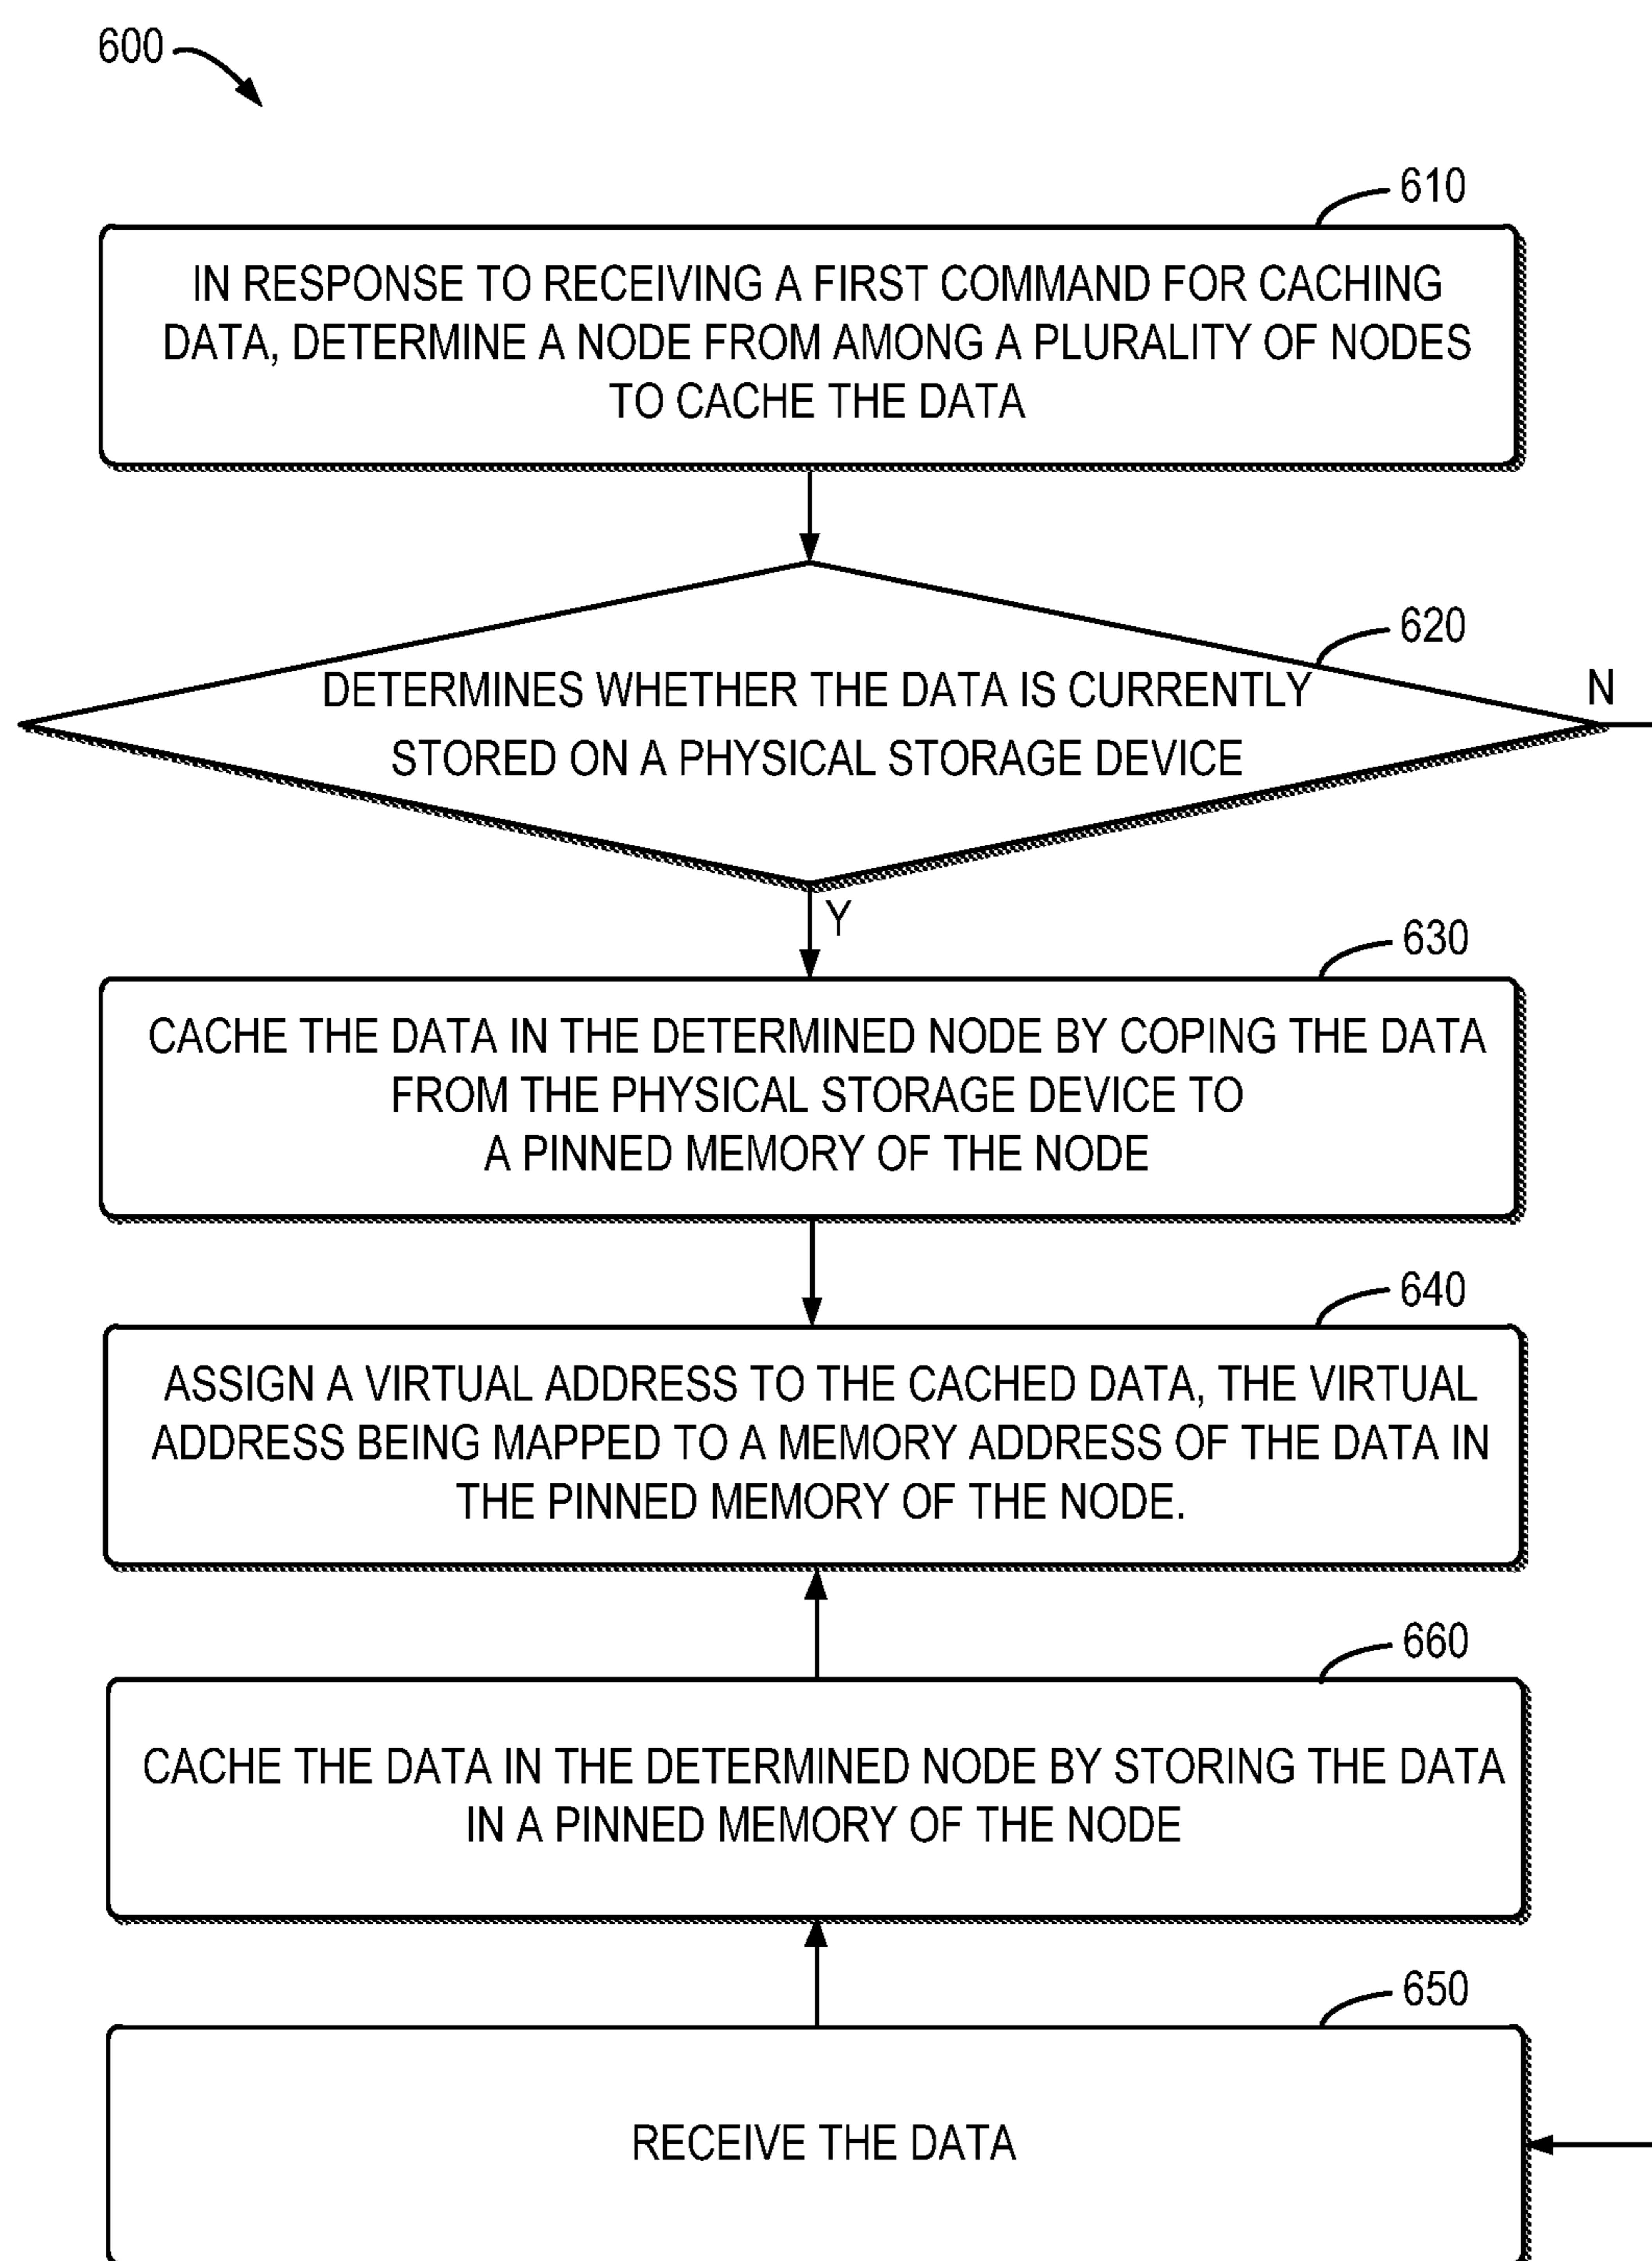 600
610
IN RESPONSE TO RECEIVING A FIRST COMMAND FOR CACHING
DATA, DETERMINE A NODE FROM AMONG A PLURALITY OF NODES
TO CACHE THE DATA
620
DETERMINES WHETHER THE DATA IS CURRENTLY
STORED ON A PHYSICAL STORAGE DEVICE
N
Y
630
CACHE THE DATA IN THE DETERMINED NODE BY COPING THE DATA
FROM THE PHYSICAL STORAGE DEVICE TO
A PINNED MEMORY OF THE NODE
640
ASSIGN A VIRTUAL ADDRESS TO THE CACHED DATA, THE VIRTUAL
ADDRESS BEING MAPPED TO A MEMORY ADDRESS OF THE DATA IN
THE PINNED MEMORY OF THE NODE.
660
CACHE THE DATA IN THE DETERMINED NODE BY STORING THE DATA
IN A PINNED MEMORY OF THE NODE
650
RECEIVE THE DATA